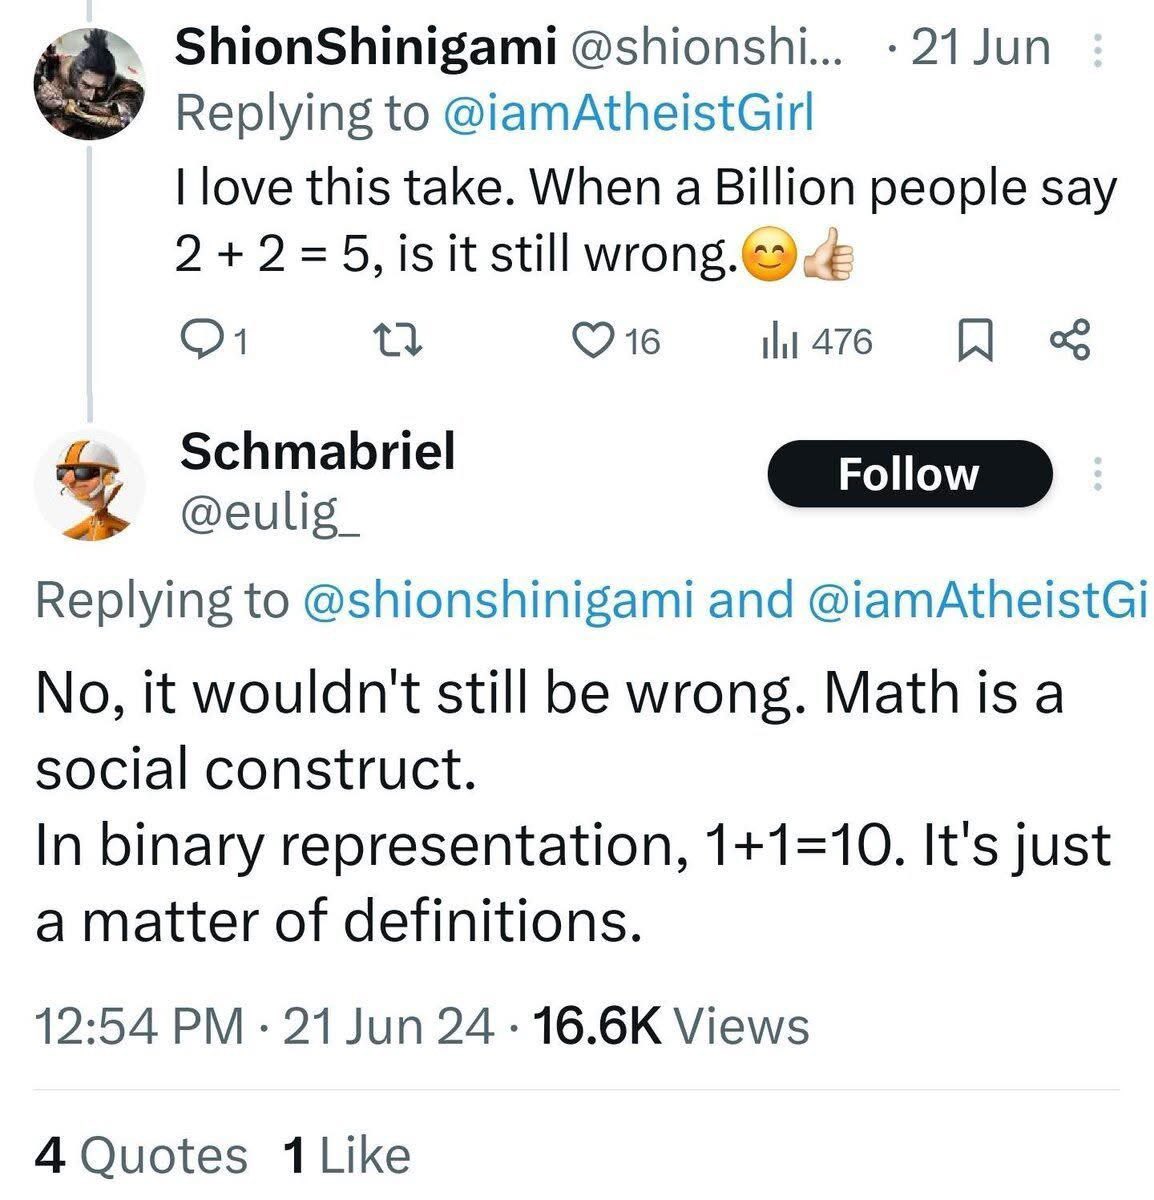 ShionShinigami @shionshi... · 21 Jun
Replying to @iamAtheistGirl
I love this take. When a Billion people say
2 + 2 = 5, is it still wrong.😊👍🏻
1 16 476
Schmabriel
Follow
@eulig_
Replying to @shionshinigami and @iamAtheistGi
No, it wouldn't still be wrong. Math is a
social construct.
In binary representation, 1+1=10. It's just
a matter of definitions.
12:54 PM · 21 Jun 24 · 16.6K Views
4 Quotes 1 Like